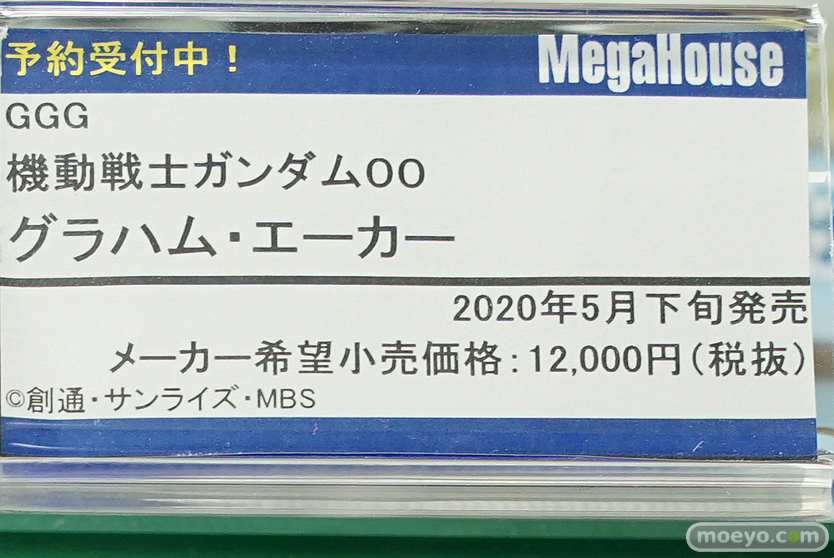 予約受付中！ MegaHouse
GGG
機動戦士ガンダムOO
グラハム・エーカー
2020年5月下旬発売
メーカー希望小売価格：12,000円（税抜）
©創通・サンライズ・MBS
moeyo.com